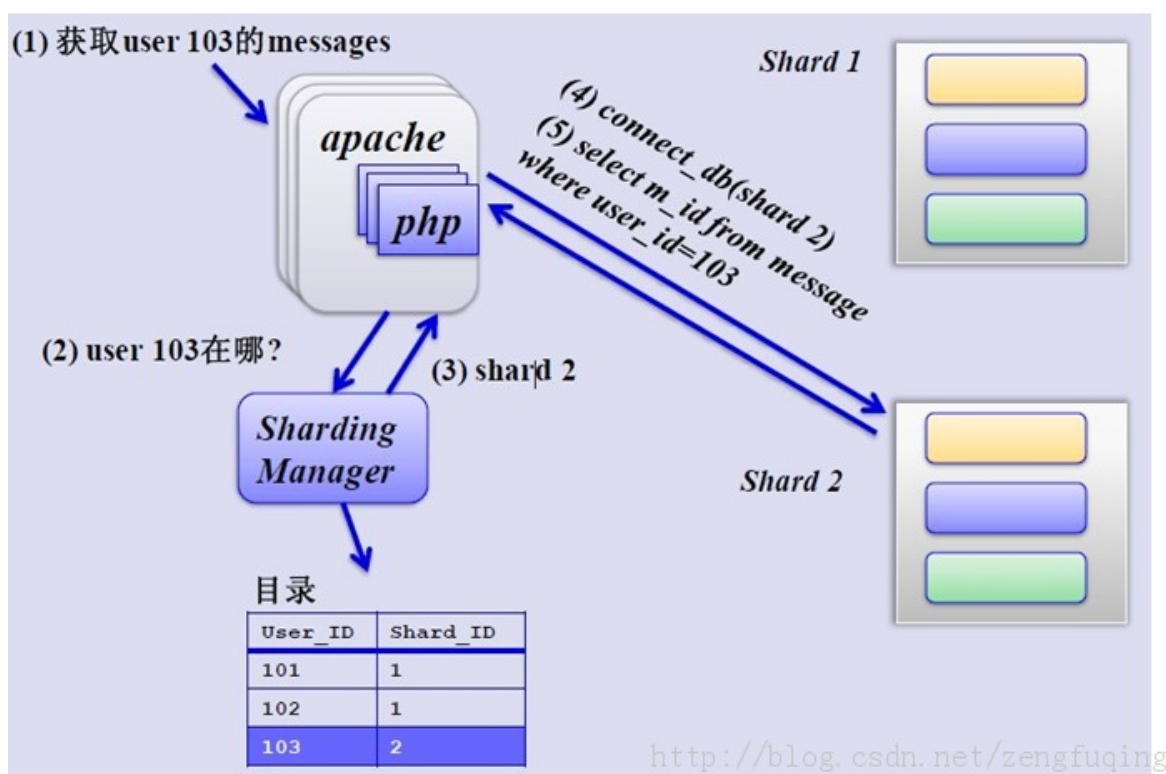 (1) 获取user 103的messages
apache
php
Shard 1
(4) connect_db(shard 2)
(5) select m_id from message
where user_id=103
(2) user 103在哪?
(3) shard 2
Sharding
Manager
Shard 2
目录
User_ID Shard_ID
101 1
102 1
103 2
http://blog.csdn.net/zengfuqing